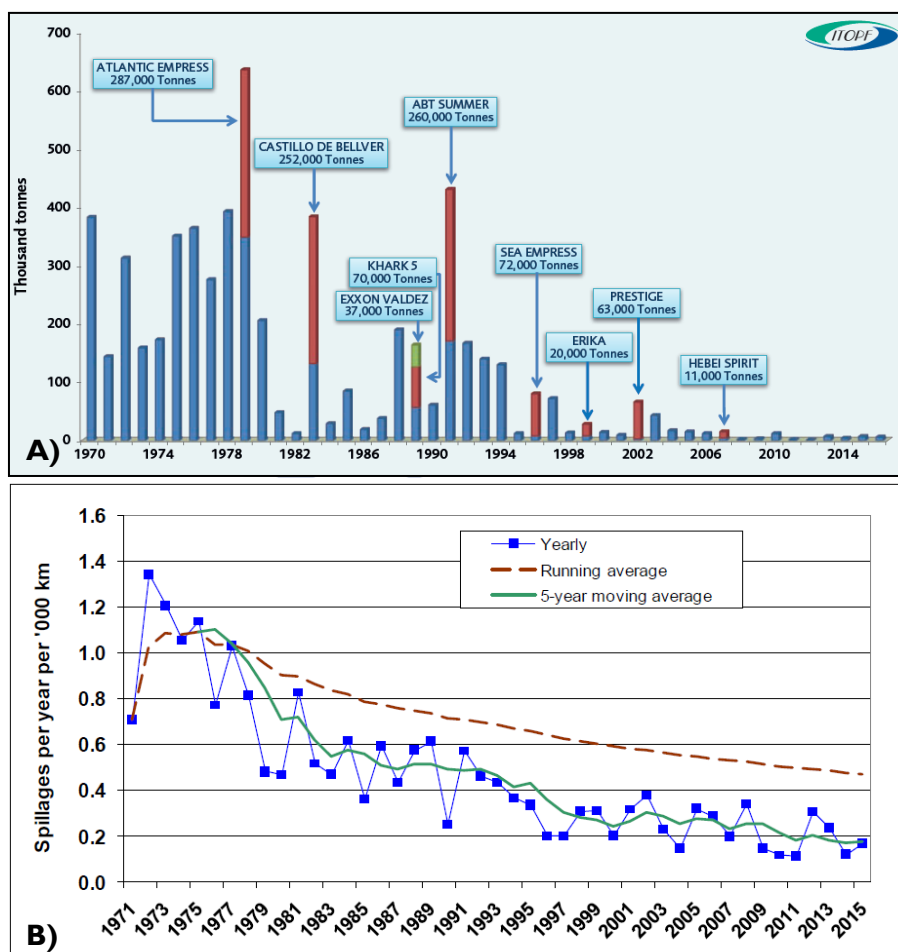 700
ITOPF
ATLANTIC EMPRESS
287,000 Tonnes
600
ABT SUMMER
260,000 Tonnes
500
CASTILLO DE BELLVER
252,000 Tonnes
Thousand tonnes
400
SEA EMPRESS
72,000 Tonnes
KHARK 5
70,000 Tonnes
300
EXXON VALDEZ
37,000 Tonnes
PRESTIGE
63,000 Tonnes
ERIKA
20,000 Tonnes
200
HEBEI SPIRIT
11,000 Tonnes
100
0
A)
1970 1974 1978 1982 1986 1990 1994 1998 2002 2006 2010 2014
Spillages per year per '000 km
1.6
Yearly
Running average
5-year moving average
1.4
1.2
1.0
0.8
0.6
0.4
0.2
0.0
1971 1973 1975 1977 1979 1981 1983 1985 1987 1989 1991 1993 1995 1997 1999 2001 2003 2005 2007 2009 2011 2013 2015
B)